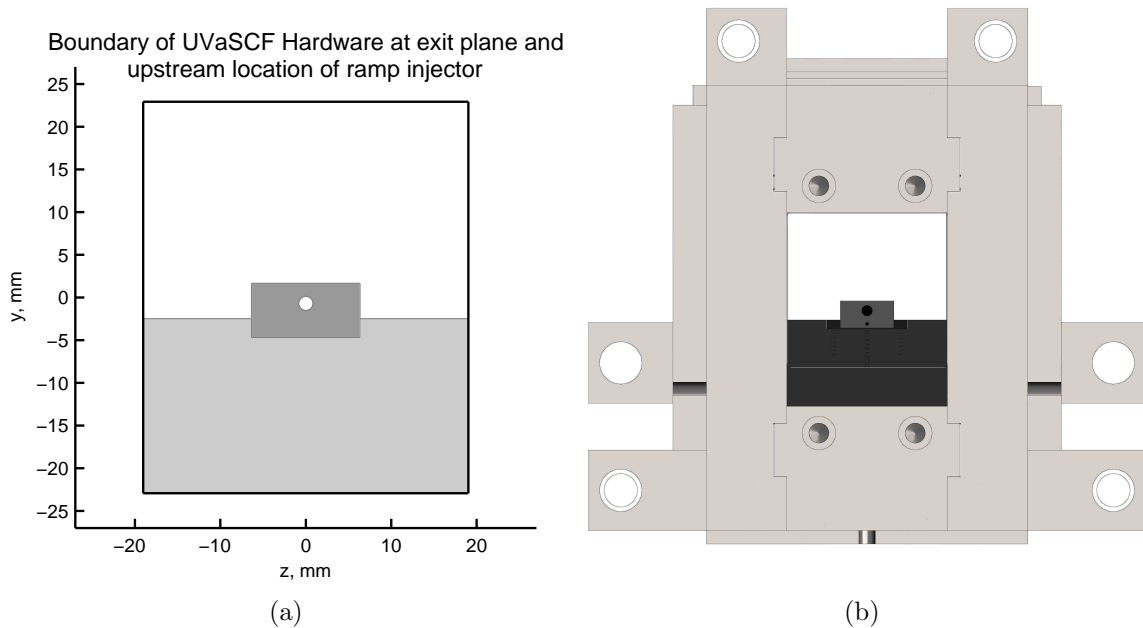 Boundary of UVaSCF Hardware at exit plane and
upstream location of ramp injector
25
20
15
10
5
0
−5
−10
−15
−20
−25
y, mm
−20 −10 0 10 20
z, mm
(a) (b)